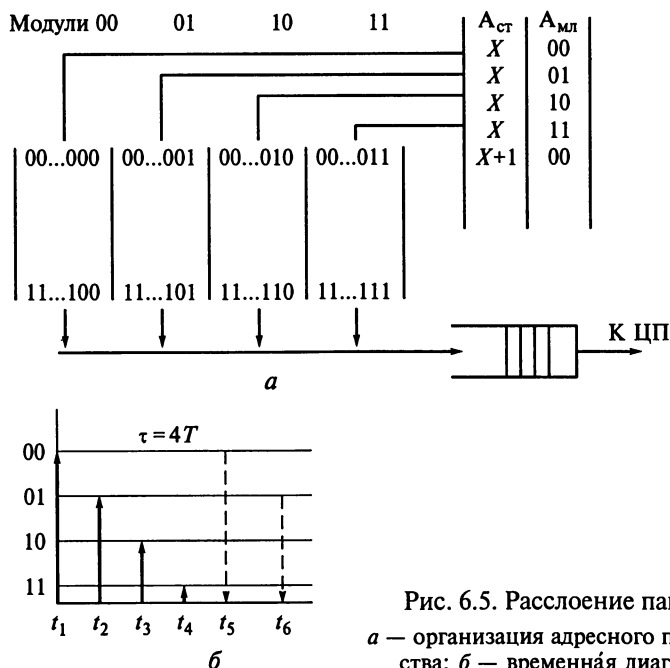 Модули 00 01 10 11 Aст Aмл
X 00
X 01
X 10
X 11
00...000 00...001 00...010 00...011 X+1 00
11...100 11...101 11...110 11...111
К ЦП
а
τ = 4T
00
01
10
11
t1 t2 t3 t4 t5 t6
б
Рис. 6.5. Расслоение
а — организация адресного
ства; б — временна́я